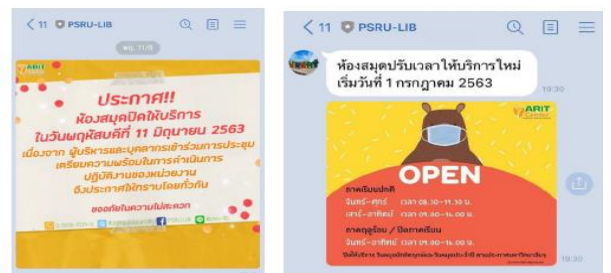 < 11 PSRU-LIB
พฤ. 11/6
ARIT
ประกาศ!!
ห้องสมุดปิดให้บริการ
ในวันพฤหัสบดีที่ 11 มิถุนายน 2563
เนื่องจาก ผู้บริหารและบุคลากรเข้าร่วมการประชุม
เตรียมความพร้อมในการดำเนินการ
ปฏิบัติงานของหน่วยงาน
จึงประกาศให้ทราบโดยทั่วกัน
ขออภัยในความไม่สะดวก
PSRU-LIB
< 11 PSRU-LIB
ห้องสมุดปรับเวลาให้บริการใหม่
เริ่มวันที่ 1 กรกฎาคม 2563
19:30
ARIT
OPEN
ภาคเรียนปกติ
จันทร์-ศุกร์ เวลา 08.30-19.30 น.
เสาร์-อาทิตย์ เวลา 09.00-16.00 น.
ภาคฤดูร้อน / ปิดภาคเรียน
จันทร์-อาทิตย์ เวลา 09.00-16.00 น.
19:30